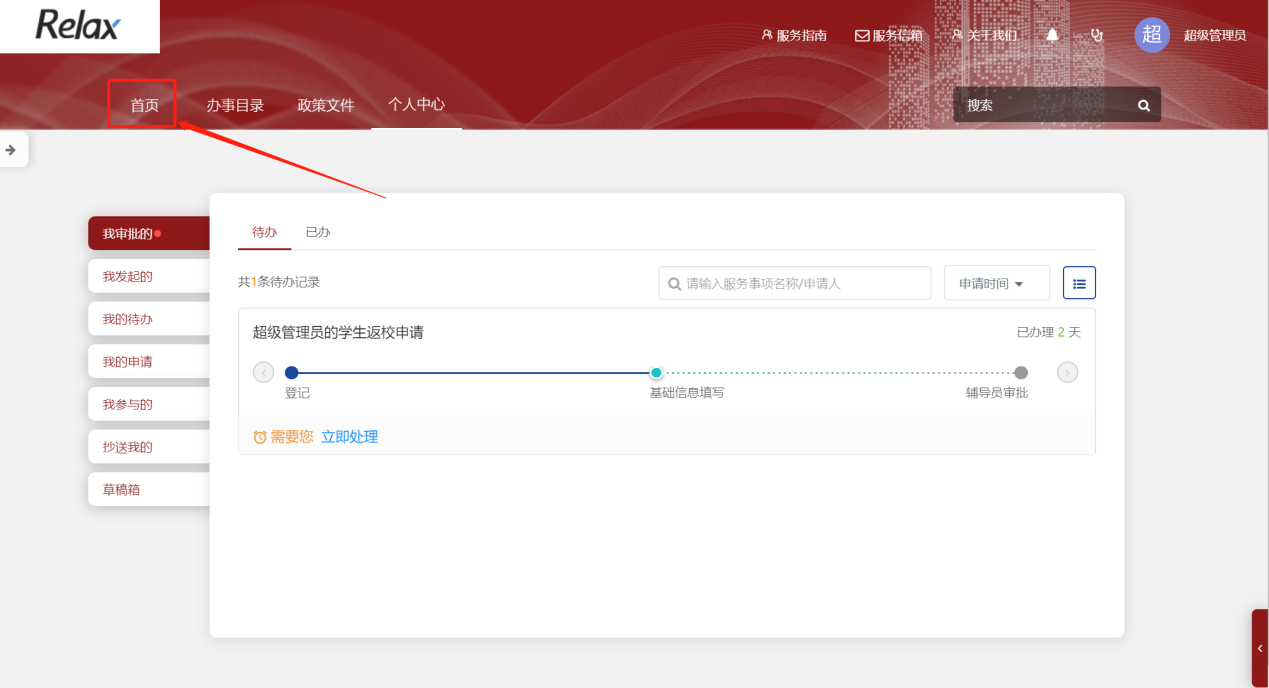 Relax
服务指南 服务信箱 关于我们 超 超级管理员
首页 办事目录 政策文件 个人中心 搜索
我审批的
我发起的
我的待办
我的申请
我参与的
抄送我的
草稿箱
待办 已办
共1条待办记录 请输入服务事项名称/申请人 申请时间
超级管理员的学生返校申请 已办理 2 天
登记 基础信息填写 辅导员审批
需要您 立即处理